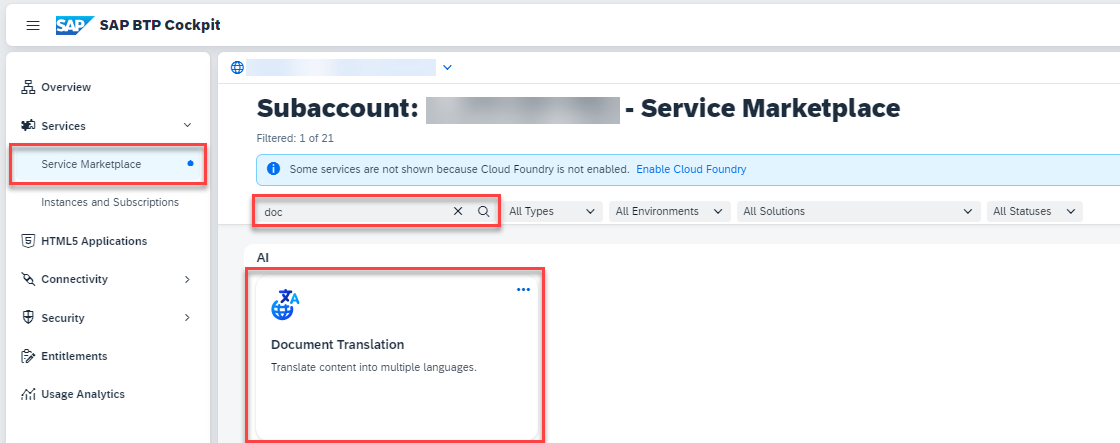 SAP SAP BTP Cockpit
Overview
Services
Service Marketplace
Instances and Subscriptions
HTML5 Applications
Connectivity
Security
Entitlements
Usage Analytics
Subaccount: - Service Marketplace
Filtered: 1 of 21
Some services are not shown because Cloud Foundry is not enabled. Enable Cloud Foundry
doc All Types All Environments All Solutions All Statuses
AI
Document Translation
Translate content into multiple languages.